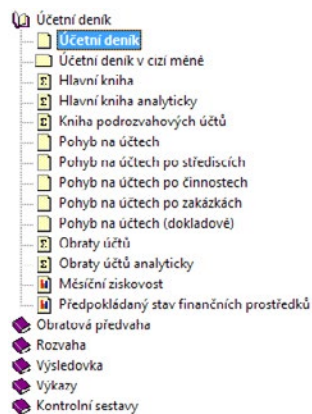 Účetní deník
Účetní deník
Účetní deník v cizí měně
Hlavní kniha
Hlavní kniha analyticky
Kniha podrozvahových účtů
Pohyb na účtech
Pohyb na účtech po střediscích
Pohyb na účtech po činnostech
Pohyb na účtech po zakázkách
Pohyb na účtech (dokladově)
Obraty účtů
Obraty účtů analyticky
Měsíční ziskovost
Předpokládaný stav finančních prostředků
Obratová předvaha
Rozvaha
Výsledovka
Výkazy
Kontrolní sestavy